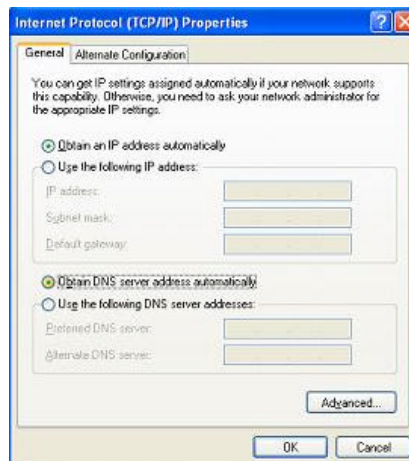 Internet Protocol (TCP/IP) Properties
General
Alternate Configuration
You can get IP settings assigned automatically if your network supports
this capability. Otherwise, you need to ask your network administrator for
the appropriate IP settings.
Obtain an IP address automatically
Use the following IP address:
IP address:
Subnet mask:
Default gateway:
Obtain DNS server address automatically
Use the following DNS server addresses:
Preferred DNS server:
Alternate DNS server:
Advanced...
OK
Cancel